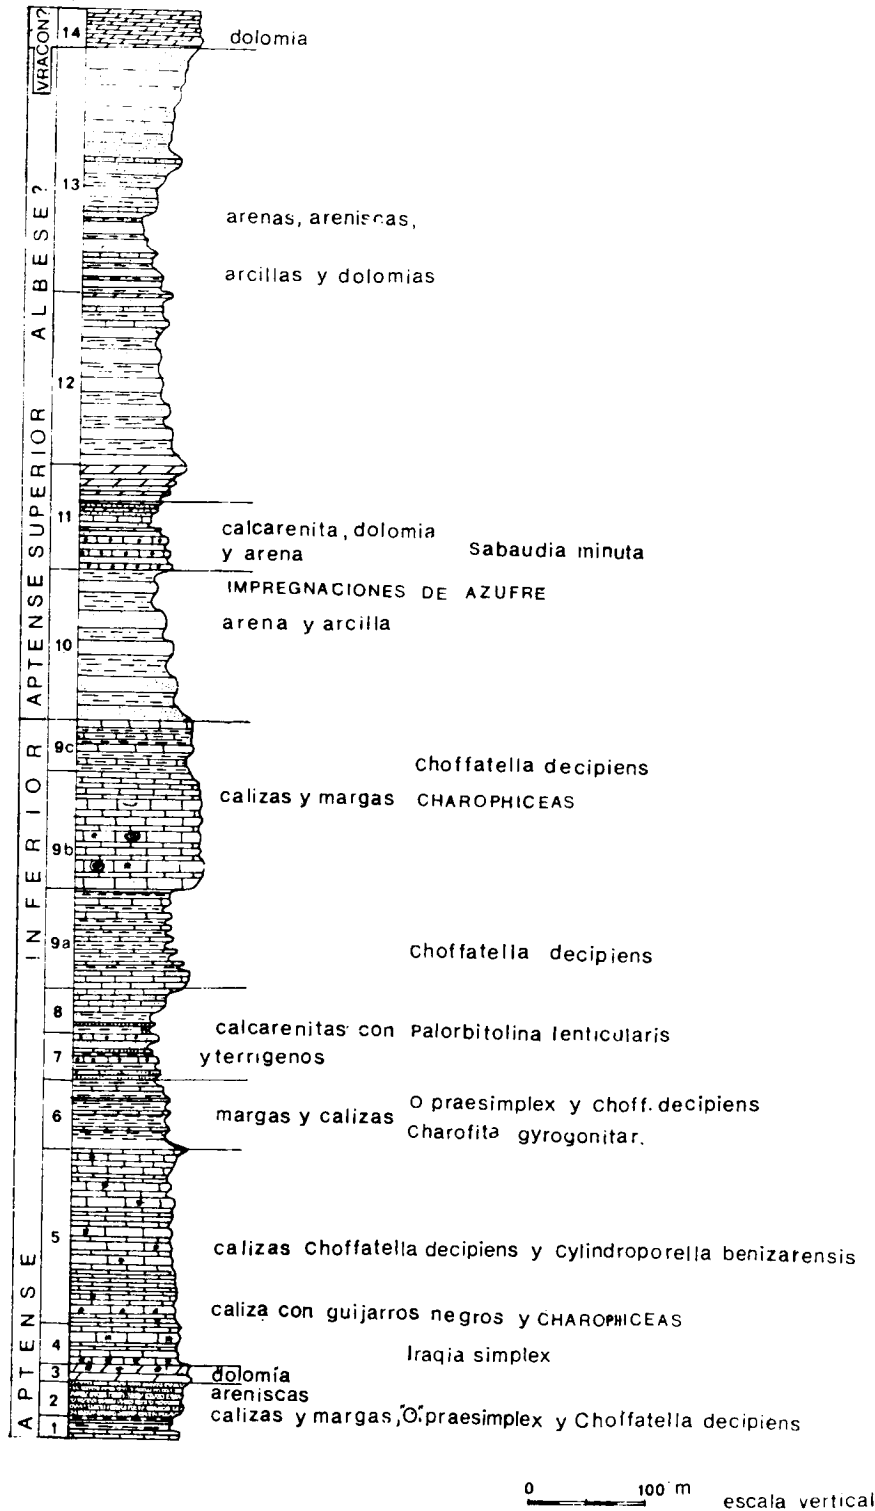 VRACON?
ALBESE?
APTENSE SUPERIOR
APTENSE INFERIOR
14
dolomia
13
arenas, areniscas,
arcillas y dolomias
12
11
calcarenita, dolomia
y arena
Sabaudia minuta
IMPREGNACIONES DE AZUFRE
10
arena y arcilla
9c
Choffatella decipiens
calizas y margas CHAROPHICEAS
9b
9a
Choffatella decipiens
8
calcarenitas con Palorbitolina lenticularis
y terrigenos
7
6
margas y calizas O praesimplex y Choff. decipiens
Charofita gyrogonitar.
5
calizas Choffatella decipiens y Cylindroporella benizarensis
caliza con guijarros negros y CHAROPHICEAS
4
Iraqia simplex
3
dolomía
areniscas
2
calizas y margas, "O." praesimplex y Choffatella decipiens
1
0 100 m
escala vertical